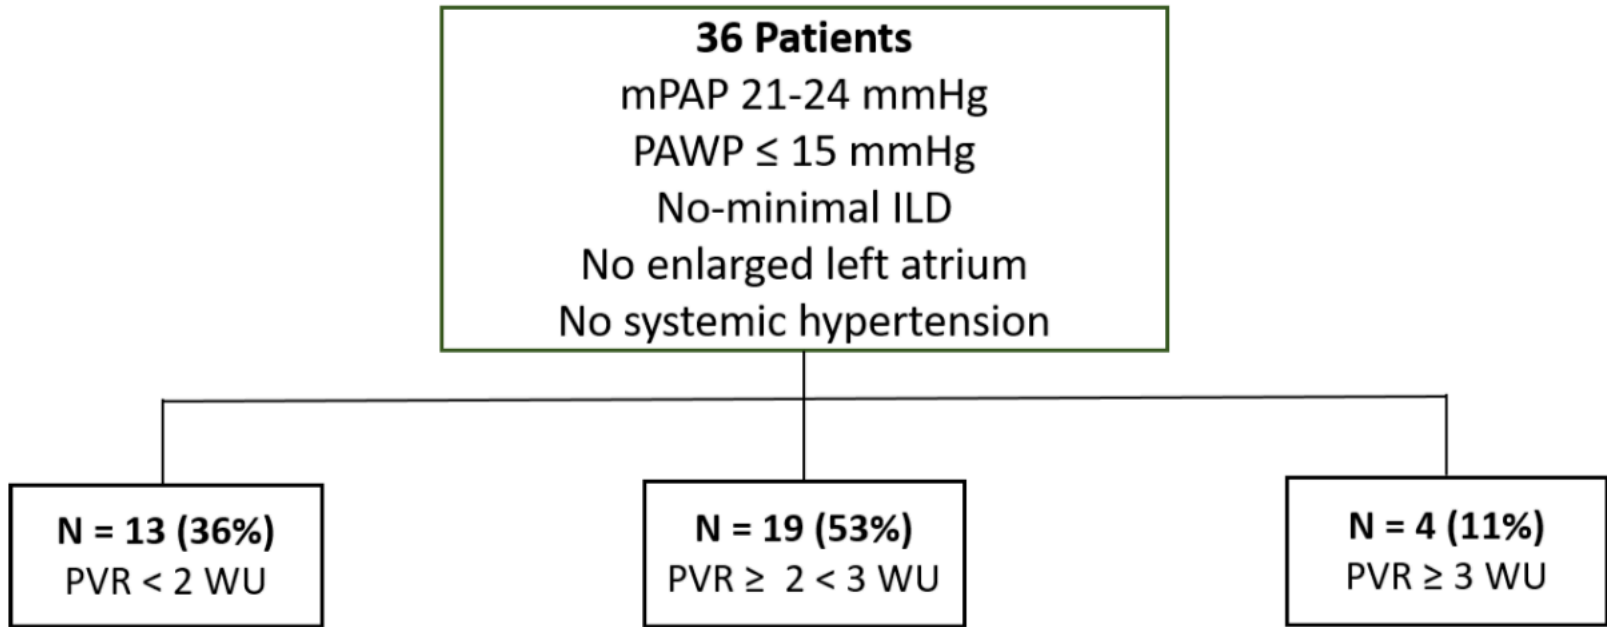 36 Patients
mPAP 21-24 mmHg
PAWP ≤ 15 mmHg
No-minimal ILD
No enlarged left atrium
No systemic hypertension
N = 13 (36%)
PVR < 2 WU
N = 19 (53%)
PVR ≥ 2 < 3 WU
N = 4 (11%)
PVR ≥ 3 WU